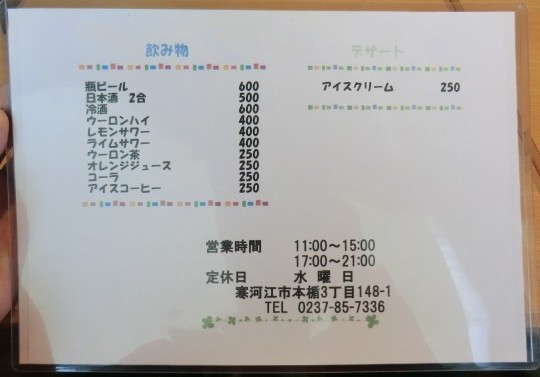 飲み物
瓶ビール 600
日本酒 2合 500
冷酒 600
ウーロンハイ 400
レモンサワー 400
ライムサワー 400
ウーロン茶 250
オレンジジュース 250
コーラ 250
アイスコーヒー 250
デザート
アイスクリーム 250
営業時間 11:00～15:00
17:00～21:00
定休日 水 曜 日
寒河江市本楯3丁目148-1
TEL 0237-85-7336